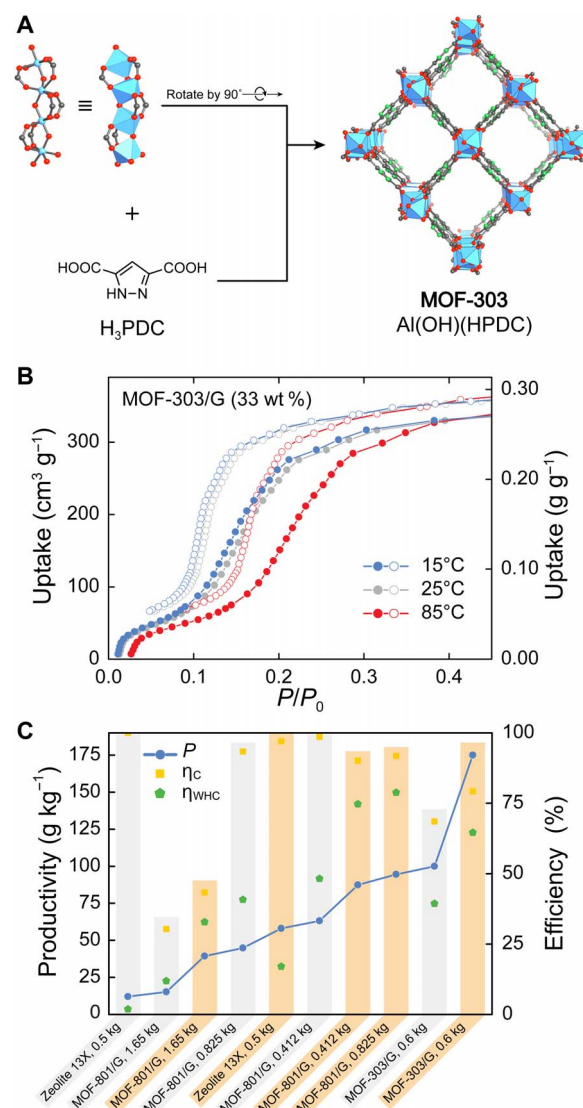 A
≡
Rotate by 90°
+
HOOC
COOH
HN-N
H₃PDC
MOF-303
Al(OH)(HPDC)
B
MOF-303/G (33 wt %)
Uptake (cm³ g⁻¹)
300
200
100
0
Uptake (g g⁻¹)
0.30
0.20
0.10
0.00
15°C
25°C
85°C
0.0 0.1 0.2 0.3 0.4
P/P₀
C
P
ηC
ηWHC
Productivity (g kg⁻¹)
175
150
125
100
75
50
25
0
Efficiency (%)
100
75
50
25
0
Zeolite 13X, 0.5 kg
MOF-801/G, 1.65 kg
MOF-801/G, 1.65 kg
MOF-801/G, 0.825 kg
Zeolite 13X, 0.5 kg
MOF-801/G, 0.412 kg
MOF-801/G, 0.412 kg
MOF-801/G, 0.825 kg
MOF-303/G, 0.6 kg
MOF-303/G, 0.6 kg